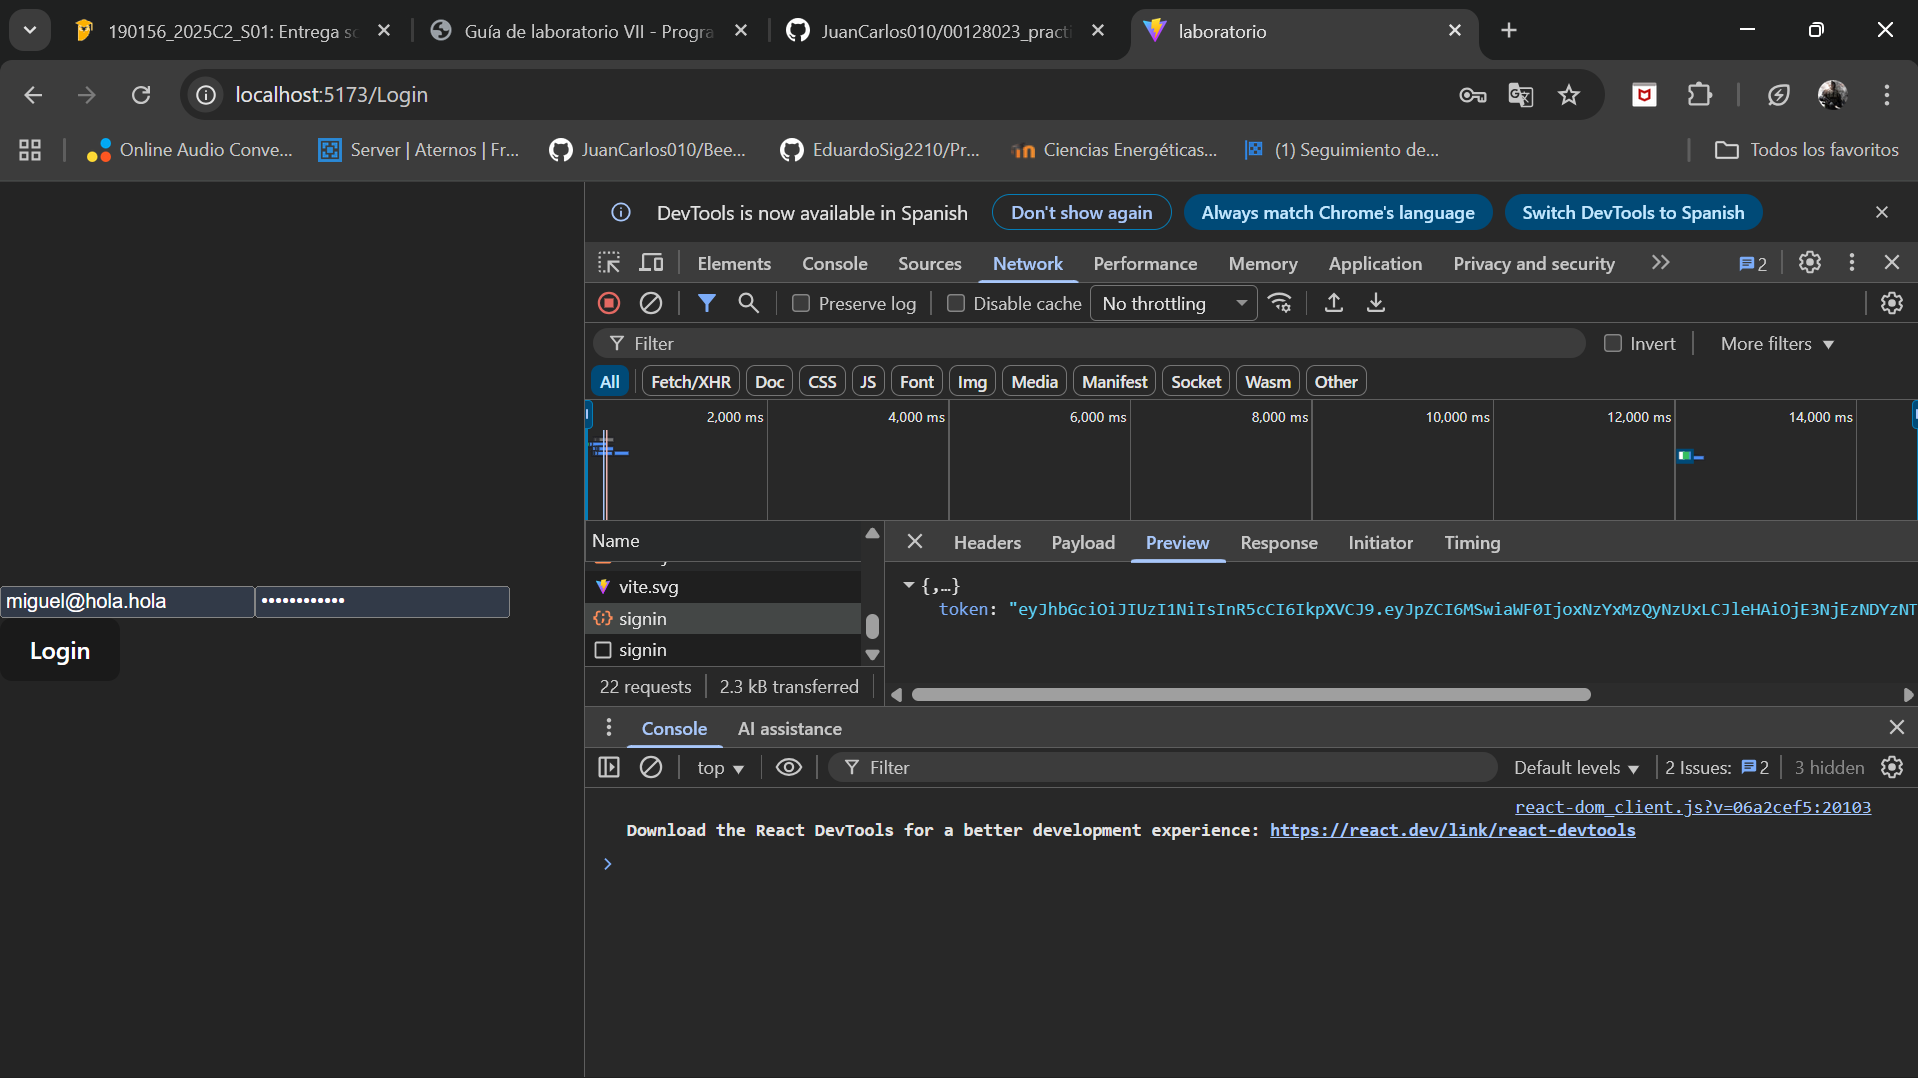 190156_2025C2_S01: Entrega sc
Guía de laboratorio VII - Progra
JuanCarlos010/00128023_practi
laboratorio
localhost:5173/Login
Online Audio Conve...
Server | Aternos | Fr...
JuanCarlos010/Bee...
EduardoSig2210/Pr...
Ciencias Energéticas...
(1) Seguimiento de...
Todos los favoritos
DevTools is now available in Spanish
Don't show again
Always match Chrome's language
Switch DevTools to Spanish
Elements
Console
Sources
Network
Performance
Memory
Application
Privacy and security
2
Preserve log
Disable cache
No throttling
Filter
Invert
More filters
All
Fetch/XHR
Doc
CSS
JS
Font
Img
Media
Manifest
Socket
Wasm
Other
2,000 ms
4,000 ms
6,000 ms
8,000 ms
10,000 ms
12,000 ms
14,000 ms
Name
vite.svg
signin
signin
22 requests
2.3 kB transferred
Headers
Payload
Preview
Response
Initiator
Timing
{,…}
token: "eyJhbGciOiJIUzI1NiIsInR5cCI6IkpXVCJ9.eyJpZCI6MSwiaWF0IjoxNzYxMzQyNzUxLCJleHAiOjE3NjEzNDYzNT
miguel@hola.hola
••••••••••••
Login
Console
AI assistance
top
Filter
Default levels
2 Issues:
2
3 hidden
react-dom_client.js?v=06a2cef5:20103
Download the React DevTools for a better development experience: https://react.dev/link/react-devtools